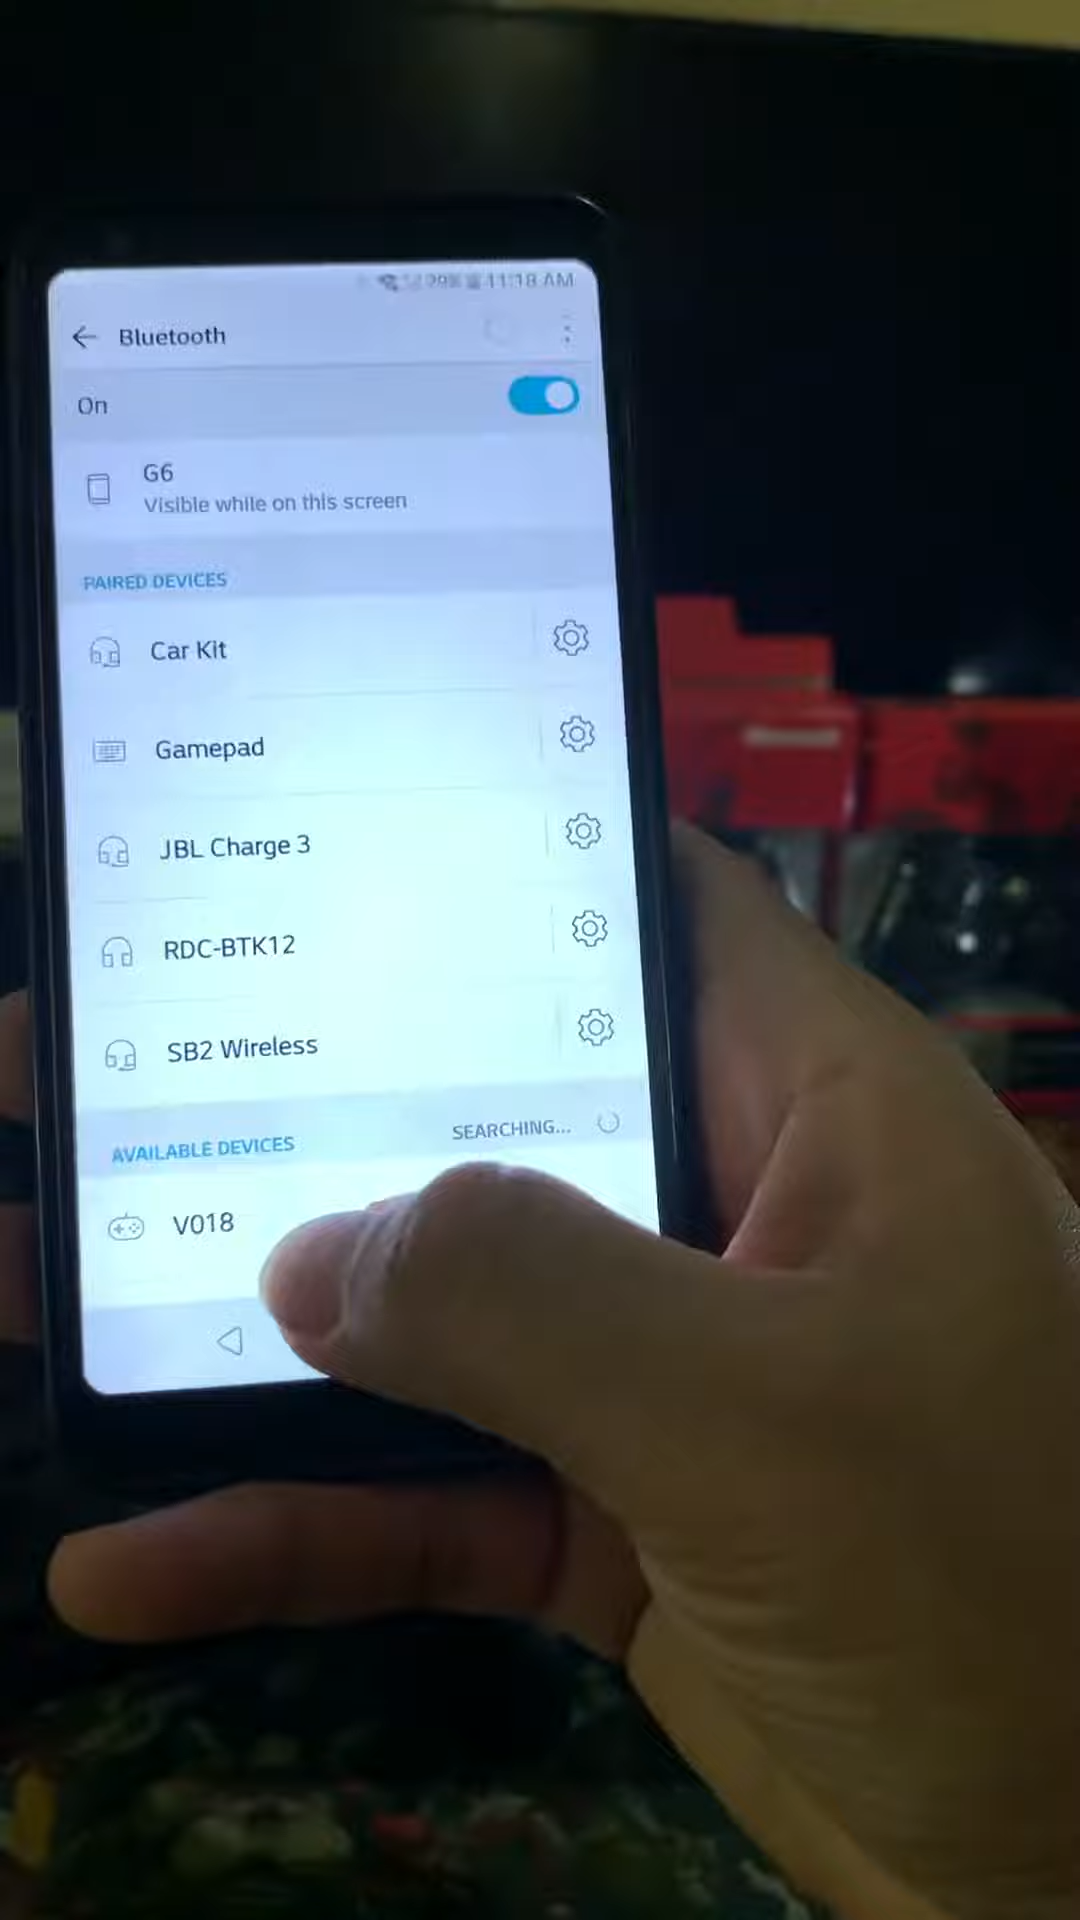 11:18 AM
Bluetooth
On
G6
Visible while on this screen
PAIRED DEVICES
Car Kit
Gamepad
JBL Charge 3
RDC-BTK12
SB2 Wireless
AVAILABLE DEVICES
SEARCHING...
V018